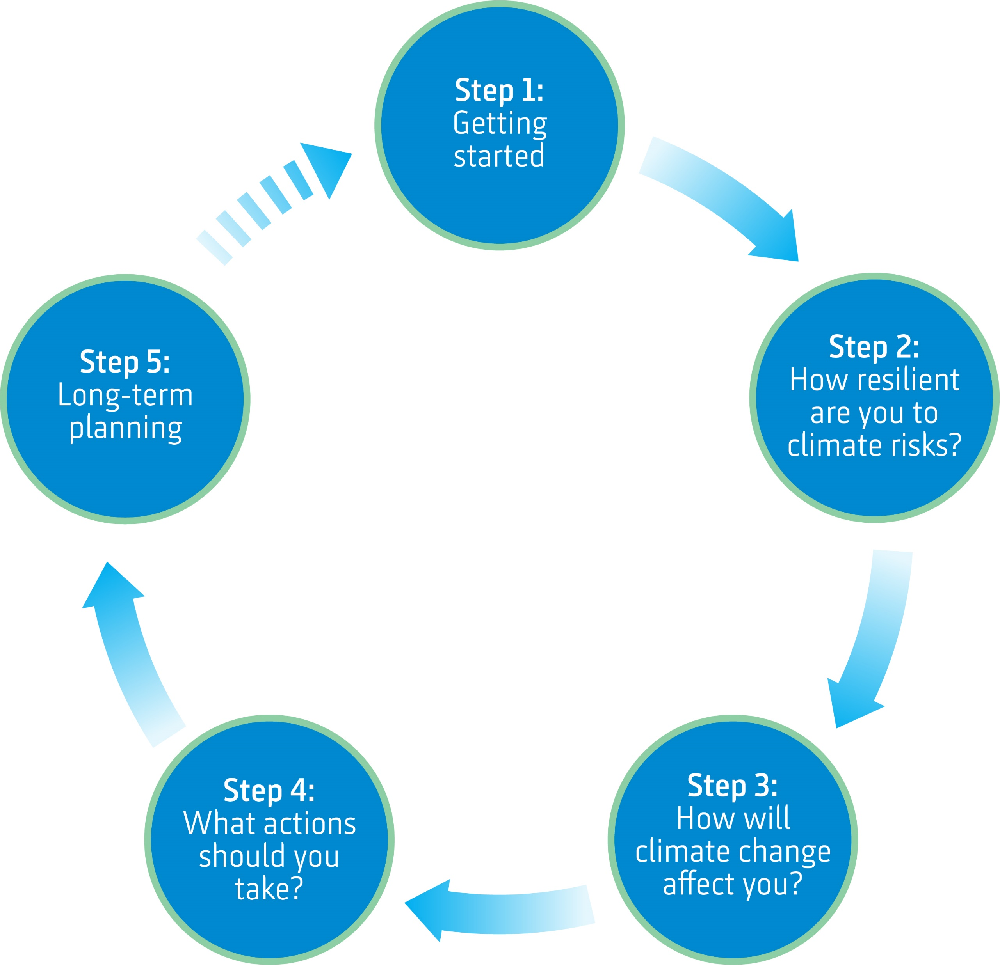 Step 1:
Getting
started
Step 2:
How resilient
are you to
climate risks?
Step 3:
How will
climate change
affect you?
Step 4:
What actions
should you
take?
Step 5:
Long-term
planning